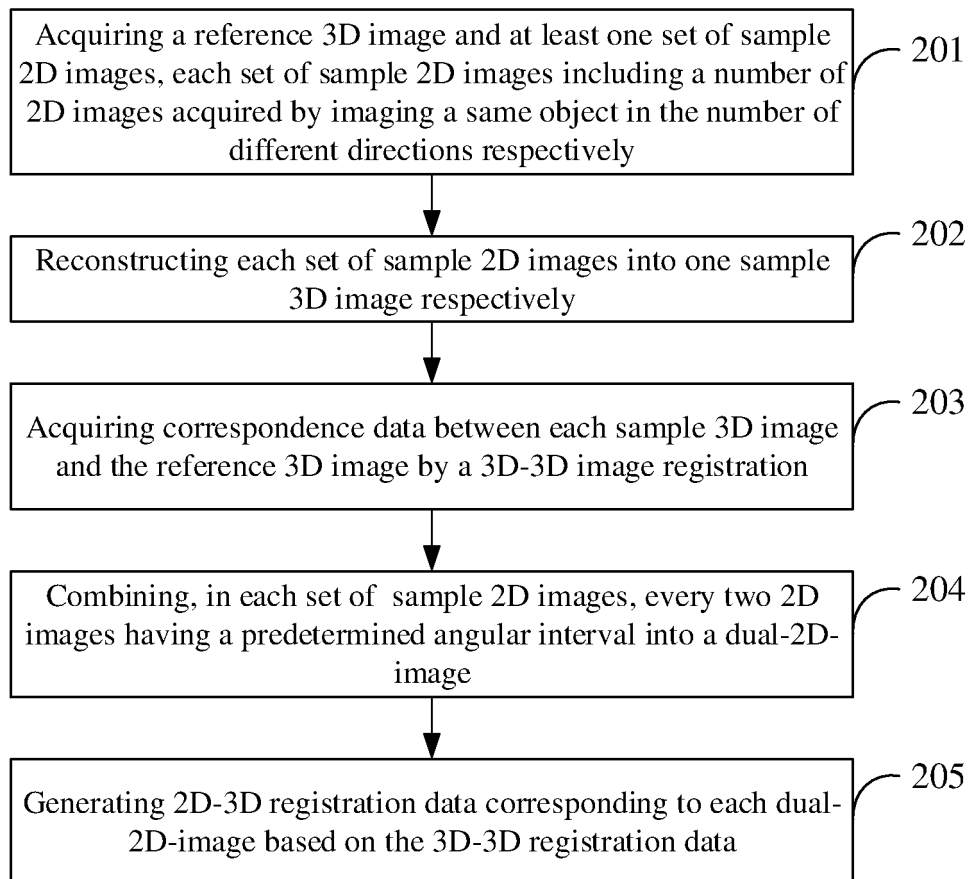 Acquiring a reference 3D image and at least one set of sample
2D images, each set of sample 2D images including a number of
2D images acquired by imaging a same object in the number of
different directions respectively
201
Reconstructing each set of sample 2D images into one sample
3D image respectively
202
Acquiring correspondence data between each sample 3D image
and the reference 3D image by a 3D-3D image registration
203
Combining, in each set of sample 2D images, every two 2D
images having a predetermined angular interval into a dual-2D-
image
204
Generating 2D-3D registration data corresponding to each dual-
2D-image based on the 3D-3D registration data
205